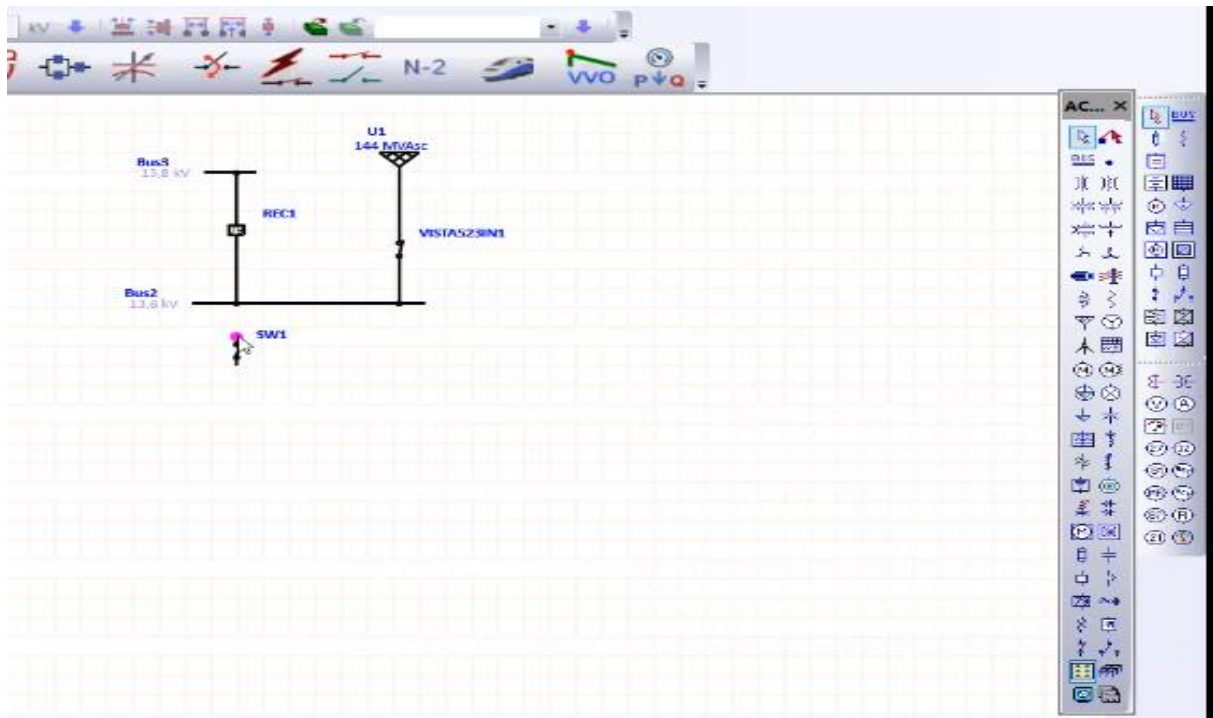 kV
N-2
VVO
P Q
AC...
BUS
BUS
U1
144 MVAsc
Bus3
13,8 kV
REC1
VISTA523IN1
Bus2
13,8 kV
SW1